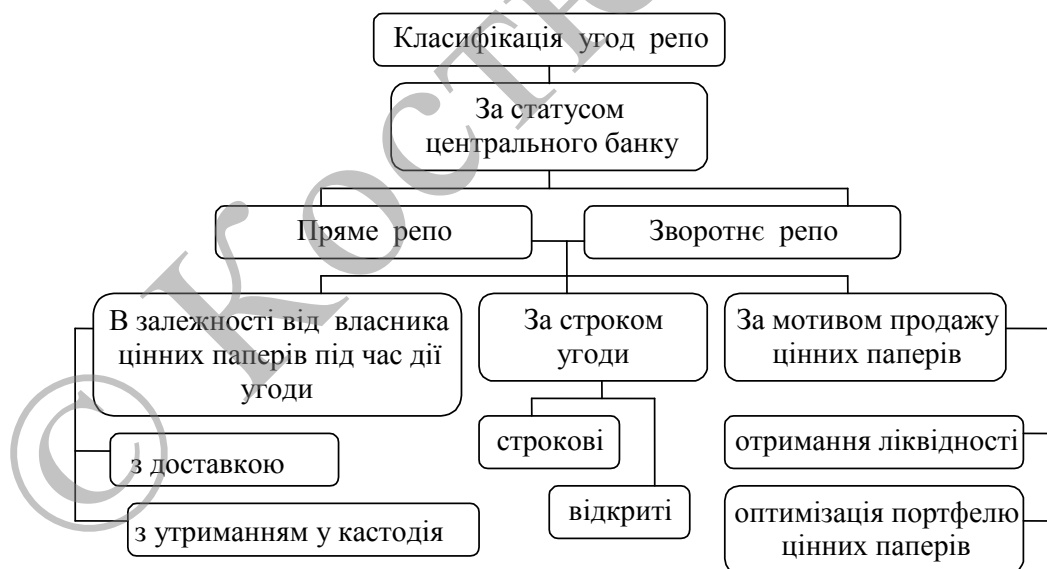 Класифікація угод репо
За статусом
центрального банку
Пряме репо
Зворотнє репо
В залежності від власника
цінних паперів під час дії
угоди
За строком
угоди
За мотивом продажу
цінних паперів
з доставкою
з утриманням у кастодія
строкові
відкриті
отримання ліквідності
оптимізація портфелю
цінних паперів